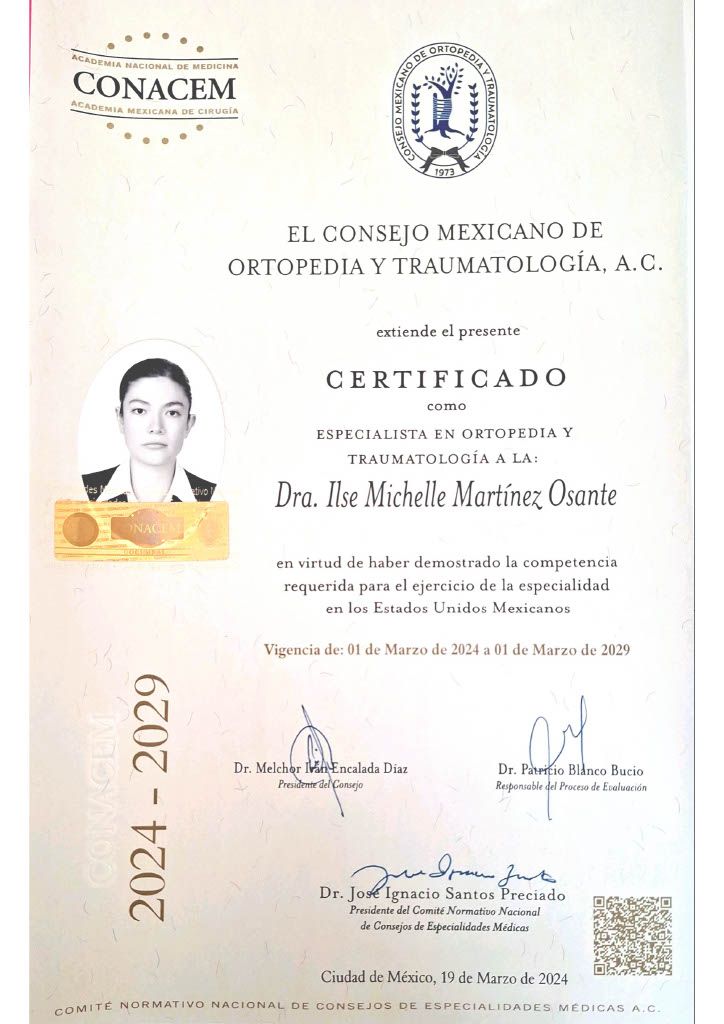 ACADEMIA NACIONAL DE MEDICINA
CONACEM
ACADEMIA MEXICANA DE CIRUGÍA
CONSEJO MEXICANO DE ORTOPEDIA Y TRAUMATOLOGÍA
1973
EL CONSEJO MEXICANO DE
ORTOPEDIA Y TRAUMATOLOGÍA, A.C.
extiende el presente
CERTIFICADO
como
ESPECIALISTA EN ORTOPEDIA Y
TRAUMATOLOGÍA A LA:
Dra. Ilse Michelle Martínez Osante
CONACEM
en virtud de haber demostrado la competencia
requerida para el ejercicio de la especialidad
en los Estados Unidos Mexicanos
Vigencia de: 01 de Marzo de 2024 a 01 de Marzo de 2029
CONACEM
2024 - 2029
Dr. Melchor Iván Encalada Díaz
Presidente del Consejo
Dr. Patricio Blanco Bucio
Responsable del Proceso de Evaluación
Dr. José Ignacio Santos Preciado
Presidente del Comité Normativo Nacional
de Consejos de Especialidades Médicas
Ciudad de México, 19 de Marzo de 2024
COMITÉ NORMATIVO NACIONAL DE CONSEJOS DE ESPECIALIDADES MÉDICAS A.C.